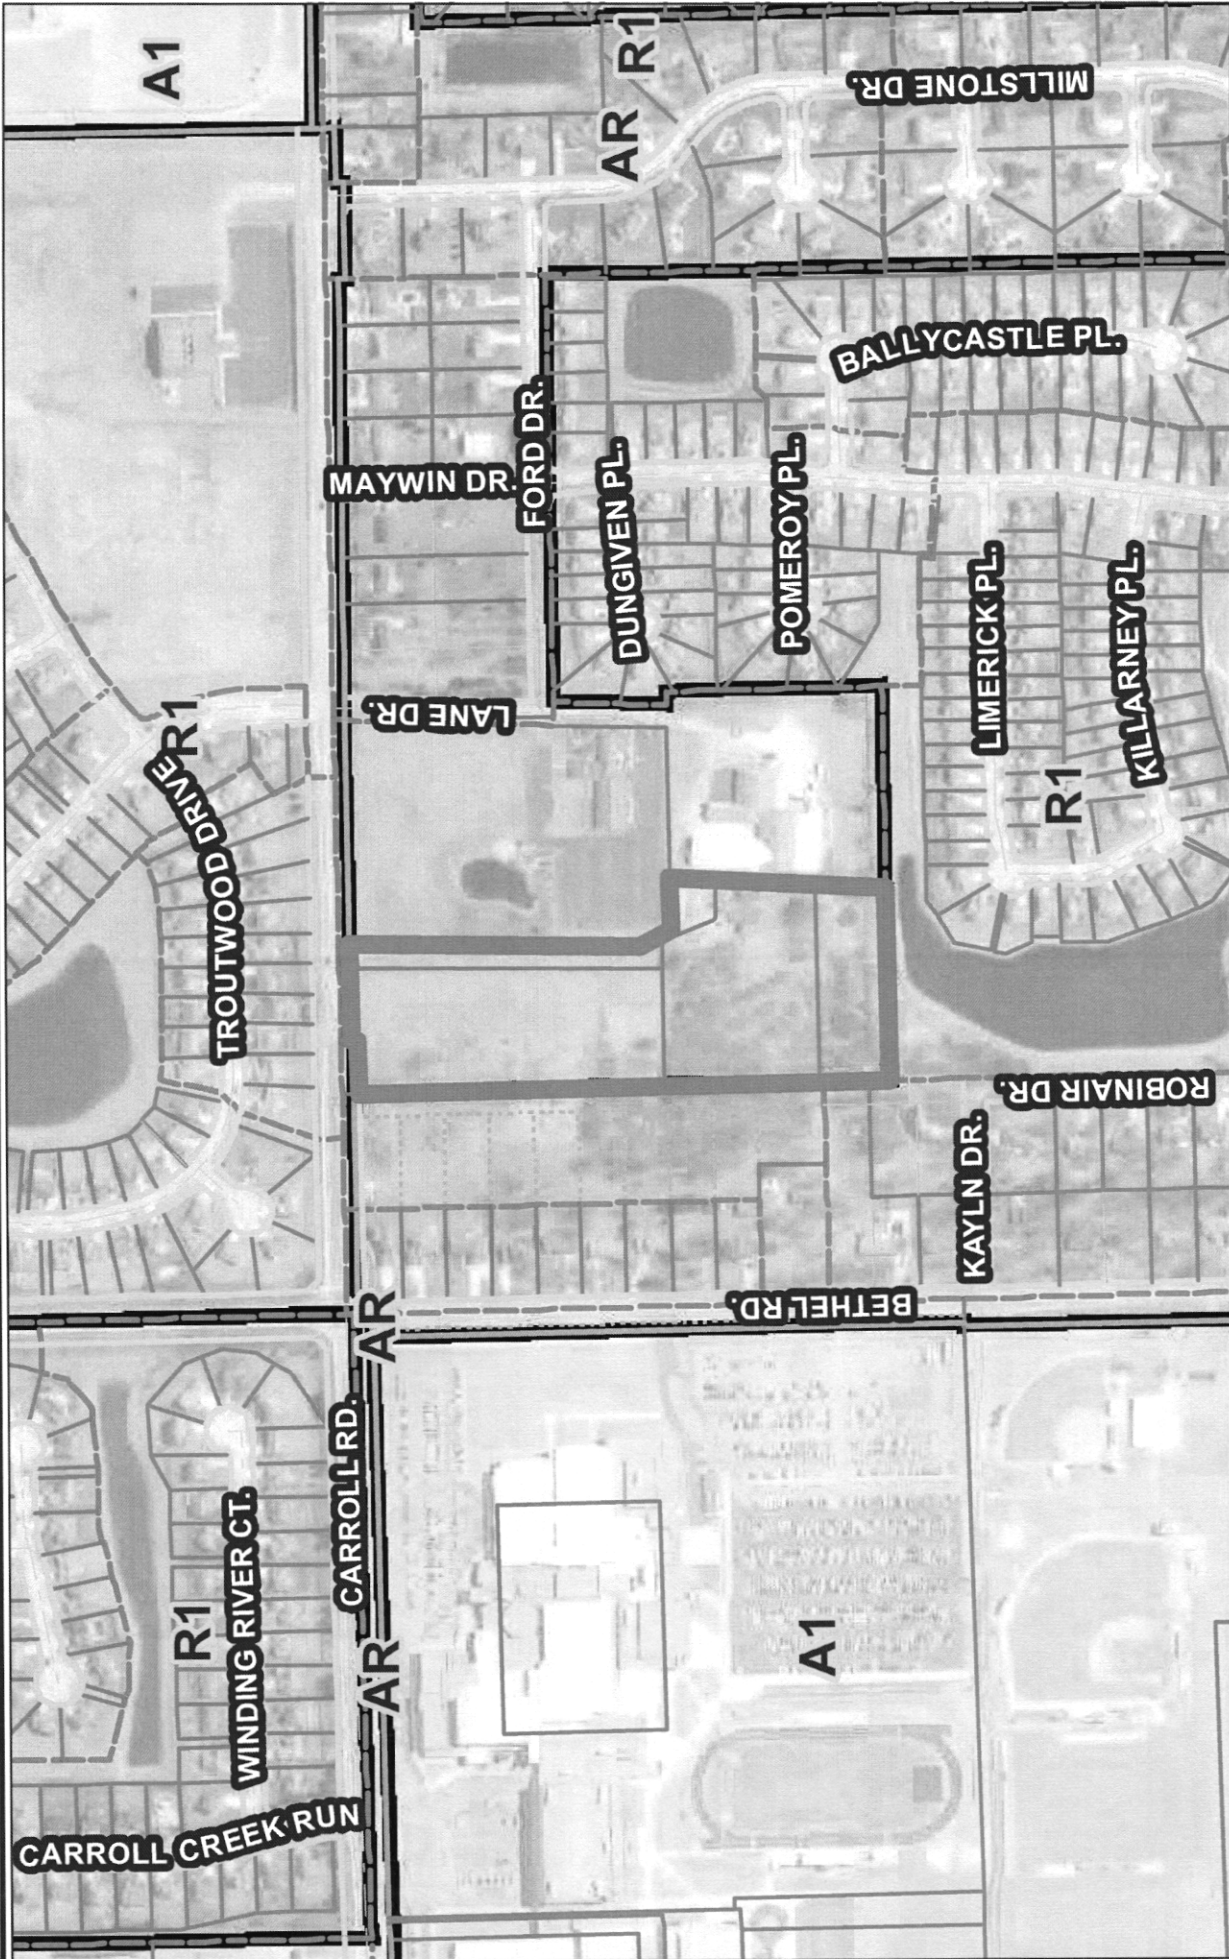 A1
R1
AR
MILLSTONE DR.
BALLYCASTLE PL.
MAYWIN DR.
FORD DR.
DUNGIVEN PL.
POMEROY PL.
LIMERICK PL.
KILLARNEY PL.
LANE DR.
R1
TROUTWOOD DRIVE
R1
ROBINAIR DR.
KAYLN DR.
BETHEL RD.
AR
CARROLL RD.
WINDING RIVER CT.
R1
AR
A1
CARROLL CREEK RUN